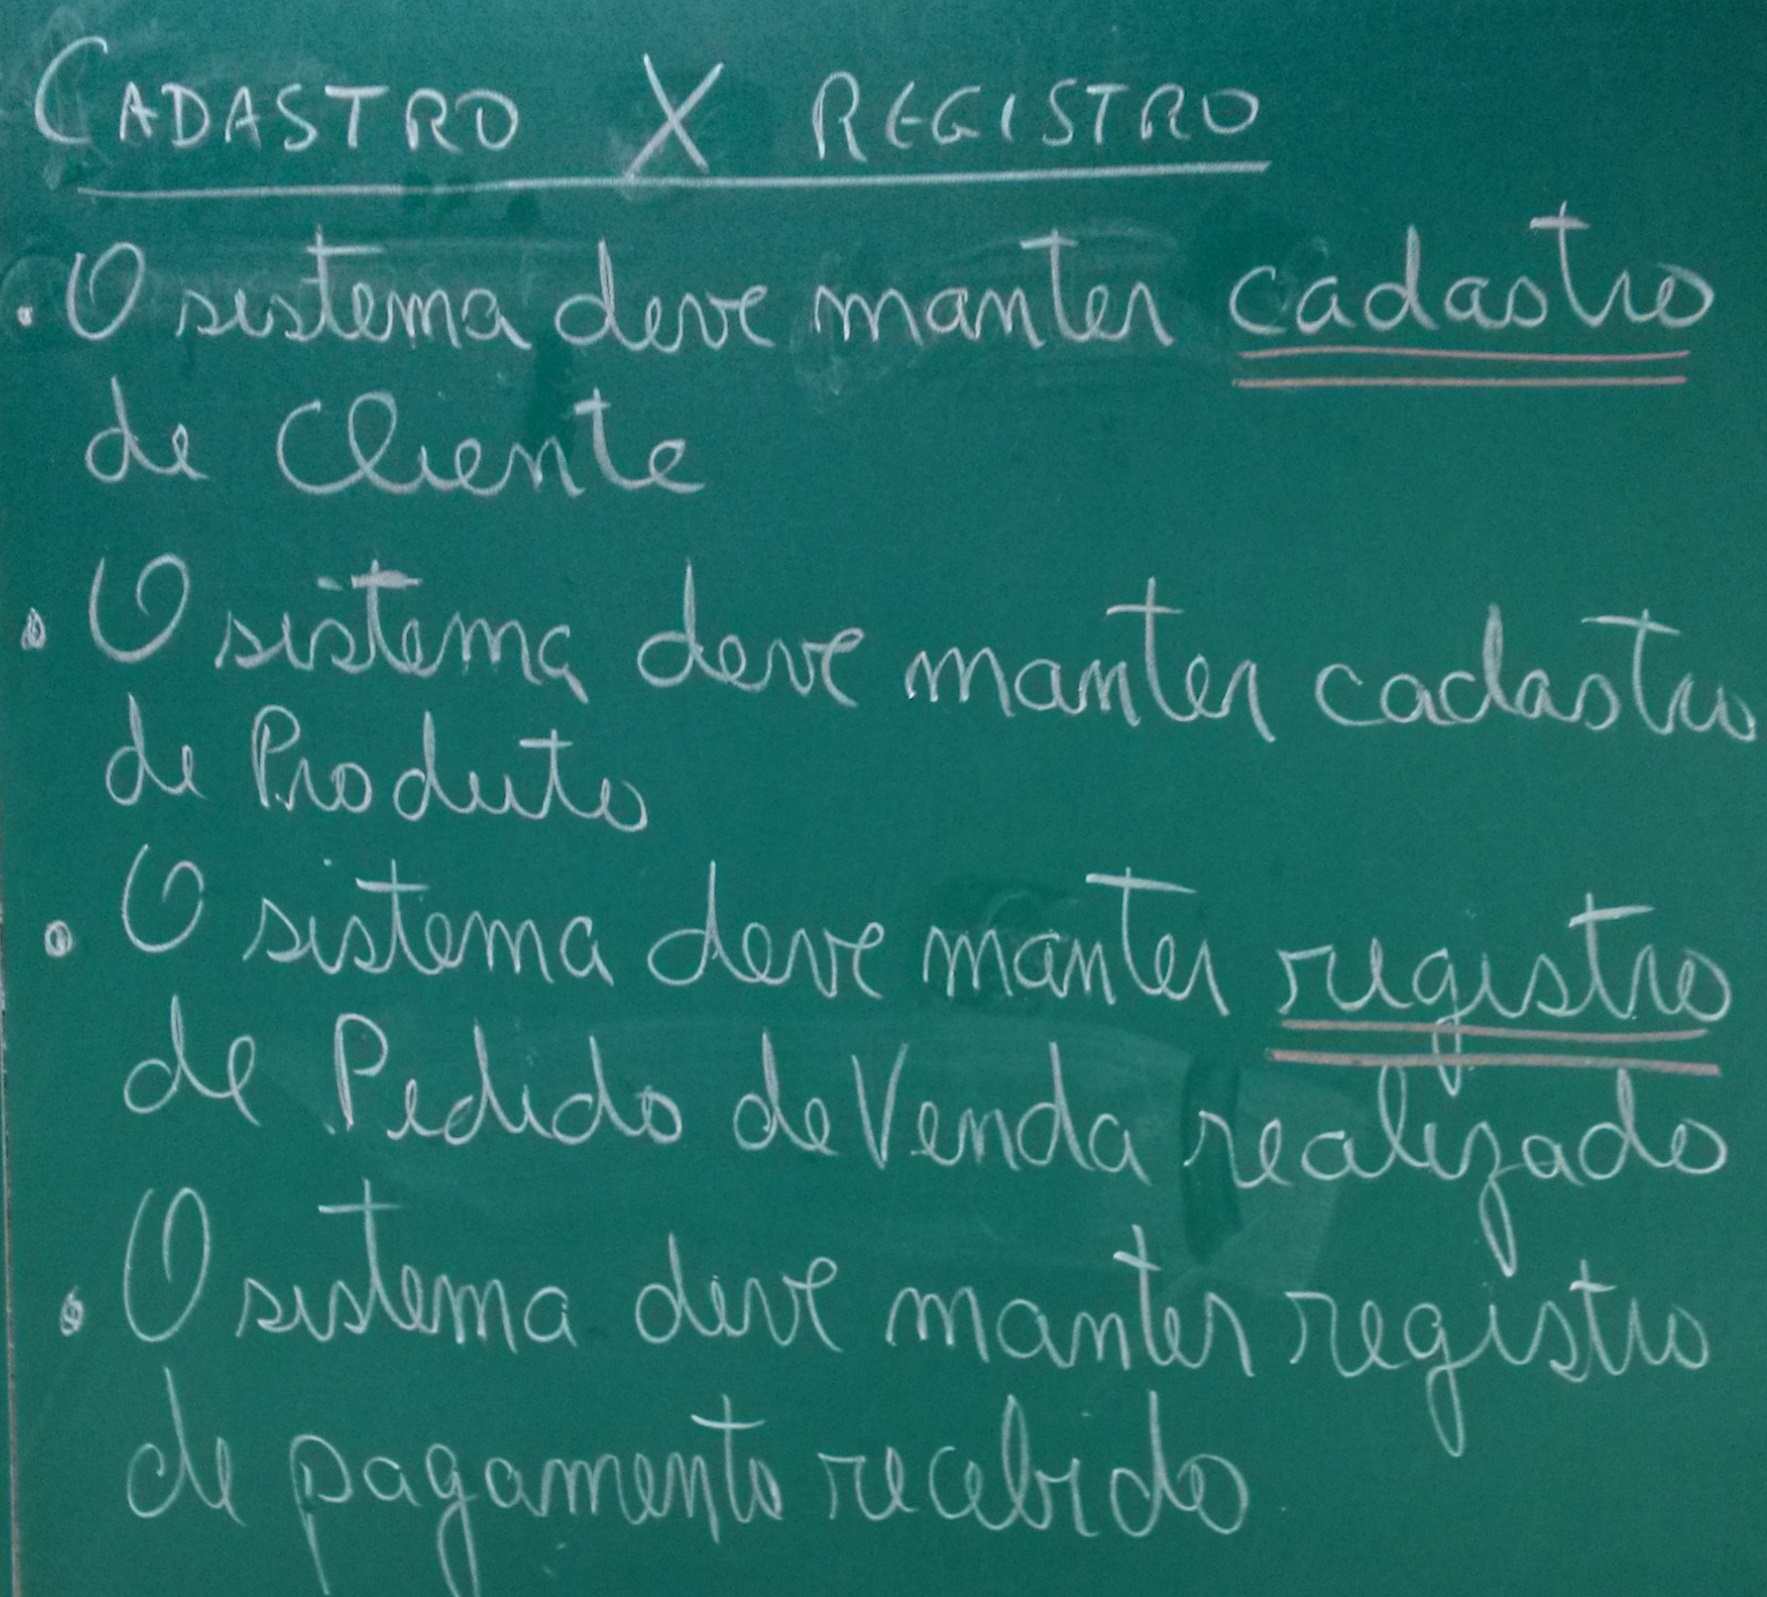 CADASTRO X REGISTRO
. O sistema deve manter cadastro
de Cliente
. O sistema deve manter cadastro
de Produto
. O sistema deve manter registro
de Pedido de Venda realizado
. O sistema deve manter registro
de pagamento recebido